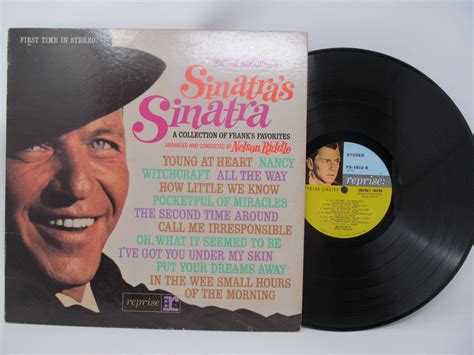 FIRST TIME IN STEREO
Sinatra's
Sinatra
A COLLECTION OF FRANK'S FAVORITES
ARRANGED AND CONDUCTED BY Nelson Riddle
YOUNG AT HEART NANCY
WITCHCRAFT ALL THE WAY
HOW LITTLE WE KNOW
POCKETFUL OF MIRACLES
THE SECOND TIME AROUND
CALL ME IRRESPONSIBLE
OH, WHAT IT SEEMED TO BE
I'VE GOT YOU UNDER MY SKIN
PUT YOUR DREAMS AWAY
IN THE WEE SMALL HOURS
OF THE MORNING
reprise
STEREO
reprise:
FRANK SINATRA